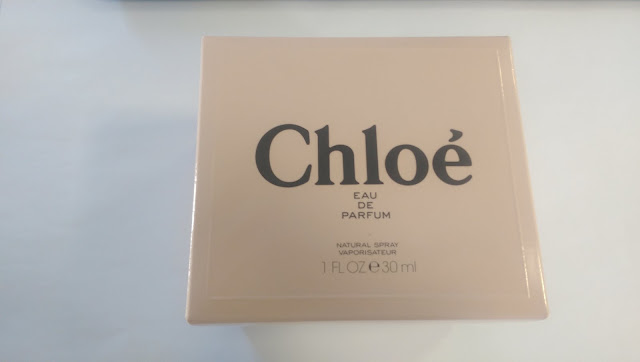 Chloé
EAU
DE
PARFUM
NATURAL SPRAY
VAPORISATEUR
1 FL OZ ℮ 30 ml